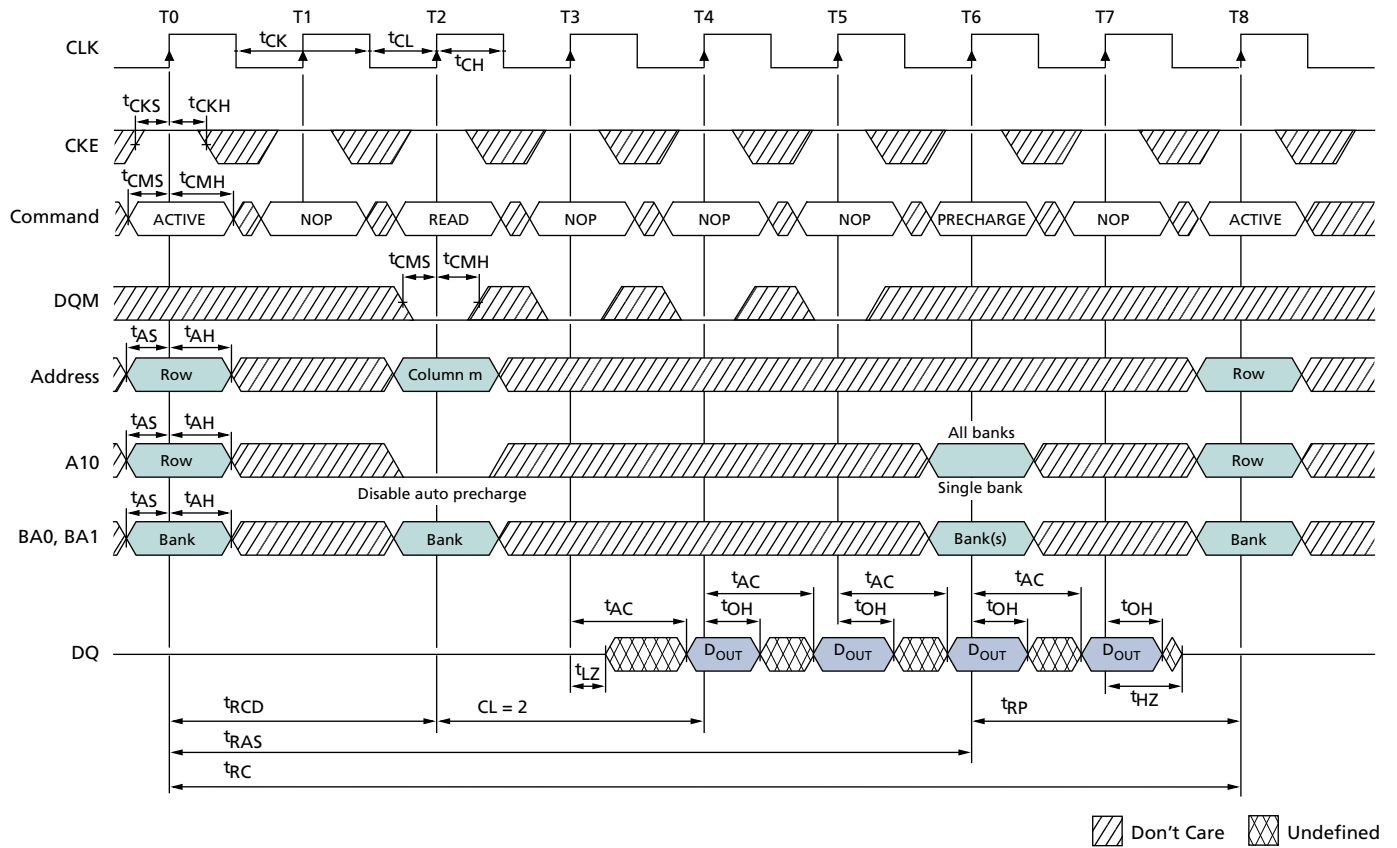 T0 T1 T2 T3 T4 T5 T6 T7 T8
CLK
tCK tCL
tCH
tCKS tCKH
CKE
tCMS tCMH
Command ACTIVE NOP READ NOP NOP NOP PRECHARGE NOP ACTIVE
tCMS tCMH
DQM
tAS tAH
Address Row Column m Row
tAS tAH
All banks
A10 Row Row
Disable auto precharge Single bank
tAS tAH
BA0, BA1 Bank Bank Bank(s) Bank
tAC tAC tAC
tAC tOH tOH tOH tOH
DQ DOUT DOUT DOUT DOUT
tLZ tHZ
tRCD CL = 2 tRP
tRAS
tRC
Don't Care Undefined